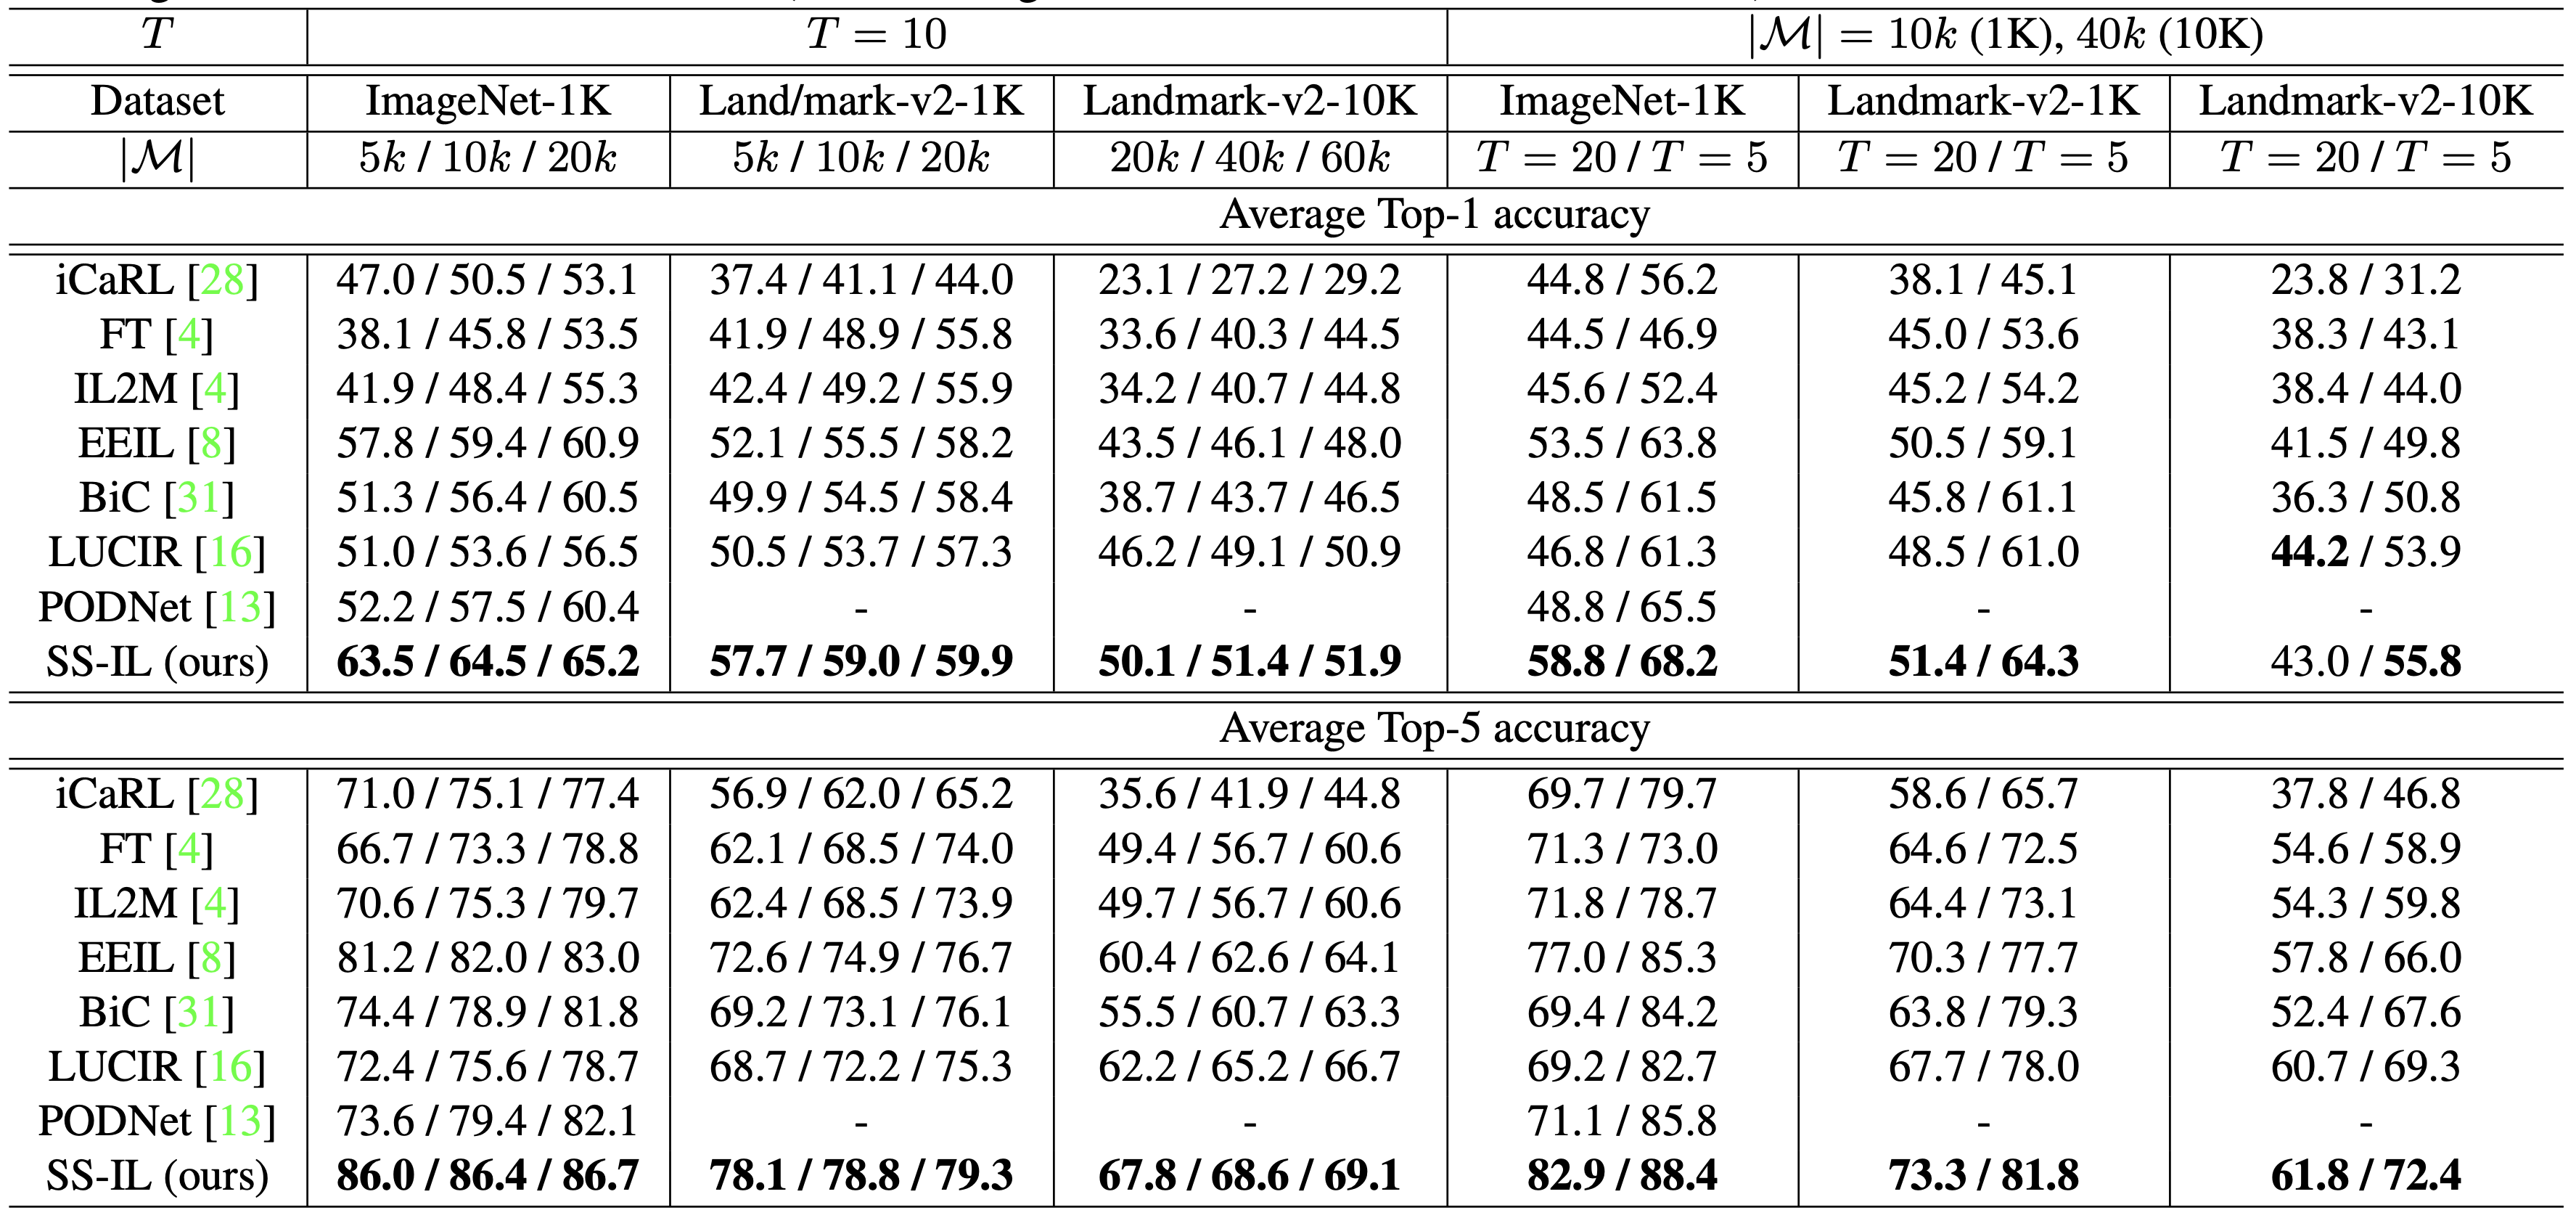 T T = 10 |M| = 10k (1K), 40k (10K)
Dataset ImageNet-1K Land/mark-v2-1K Landmark-v2-10K ImageNet-1K Landmark-v2-1K Landmark-v2-10K
|M| 5k / 10k / 20k 5k / 10k / 20k 20k / 40k / 60k T = 20 / T = 5 T = 20 / T = 5 T = 20 / T = 5
Average Top-1 accuracy
iCaRL [28] 47.0 / 50.5 / 53.1 37.4 / 41.1 / 44.0 23.1 / 27.2 / 29.2 44.8 / 56.2 38.1 / 45.1 23.8 / 31.2
FT [4] 38.1 / 45.8 / 53.5 41.9 / 48.9 / 55.8 33.6 / 40.3 / 44.5 44.5 / 46.9 45.0 / 53.6 38.3 / 43.1
IL2M [4] 41.9 / 48.4 / 55.3 42.4 / 49.2 / 55.9 34.2 / 40.7 / 44.8 45.6 / 52.4 45.2 / 54.2 38.4 / 44.0
EEIL [8] 57.8 / 59.4 / 60.9 52.1 / 55.5 / 58.2 43.5 / 46.1 / 48.0 53.5 / 63.8 50.5 / 59.1 41.5 / 49.8
BiC [31] 51.3 / 56.4 / 60.5 49.9 / 54.5 / 58.4 38.7 / 43.7 / 46.5 48.5 / 61.5 45.8 / 61.1 36.3 / 50.8
LUCIR [16] 51.0 / 53.6 / 56.5 50.5 / 53.7 / 57.3 46.2 / 49.1 / 50.9 46.8 / 61.3 48.5 / 61.0 44.2 / 53.9
PODNet [13] 52.2 / 57.5 / 60.4 - - 48.8 / 65.5 - -
SS-IL (ours) 63.5 / 64.5 / 65.2 57.7 / 59.0 / 59.9 50.1 / 51.4 / 51.9 58.8 / 68.2 51.4 / 64.3 43.0 / 55.8
Average Top-5 accuracy
iCaRL [28] 71.0 / 75.1 / 77.4 56.9 / 62.0 / 65.2 35.6 / 41.9 / 44.8 69.7 / 79.7 58.6 / 65.7 37.8 / 46.8
FT [4] 66.7 / 73.3 / 78.8 62.1 / 68.5 / 74.0 49.4 / 56.7 / 60.6 71.3 / 73.0 64.6 / 72.5 54.6 / 58.9
IL2M [4] 70.6 / 75.3 / 79.7 62.4 / 68.5 / 73.9 49.7 / 56.7 / 60.6 71.8 / 78.7 64.4 / 73.1 54.3 / 59.8
EEIL [8] 81.2 / 82.0 / 83.0 72.6 / 74.9 / 76.7 60.4 / 62.6 / 64.1 77.0 / 85.3 70.3 / 77.7 57.8 / 66.0
BiC [31] 74.4 / 78.9 / 81.8 69.2 / 73.1 / 76.1 55.5 / 60.7 / 63.3 69.4 / 84.2 63.8 / 79.3 52.4 / 67.6
LUCIR [16] 72.4 / 75.6 / 78.7 68.7 / 72.2 / 75.3 62.2 / 65.2 / 66.7 69.2 / 82.7 67.7 / 78.0 60.7 / 69.3
PODNet [13] 73.6 / 79.4 / 82.1 - - 71.1 / 85.8 - -
SS-IL (ours) 86.0 / 86.4 / 86.7 78.1 / 78.8 / 79.3 67.8 / 68.6 / 69.1 82.9 / 88.4 73.3 / 81.8 61.8 / 72.4